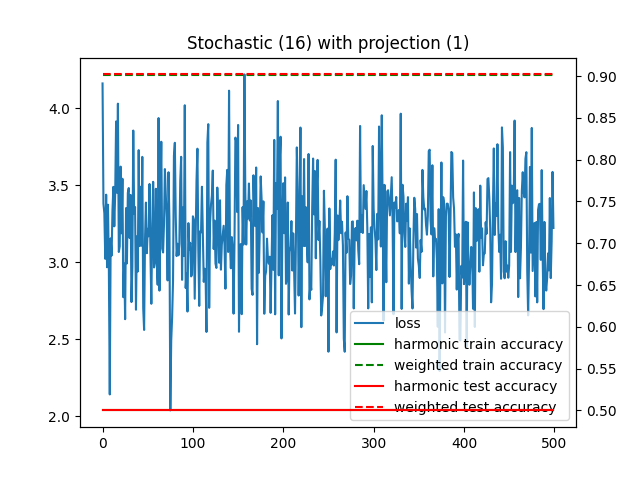 Stochastic (16) with projection (1)
4.0
3.5
3.0
2.5
2.0
0.90
0.85
0.80
0.75
0.70
0.65
0.60
0.55
0.50
loss
harmonic train accuracy
weighted train accuracy
harmonic test accuracy
weighted test accuracy
0 100 200 300 400 500